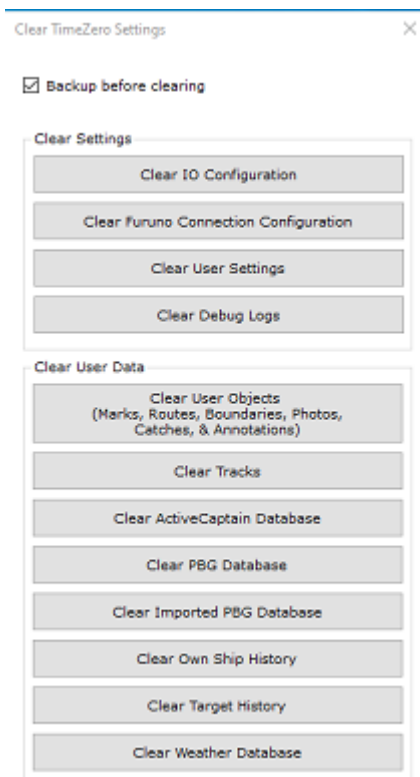 Clear TimeZero Settings
Backup before clearing
Clear Settings
Clear IO Configuration
Clear Furuno Connection Configuration
Clear User Settings
Clear Debug Logs
Clear User Data
Clear User Objects
(Marks, Routes, Boundaries, Photos,
Catches, & Annotations)
Clear Tracks
Clear ActiveCaptain Database
Clear PBG Database
Clear Imported PBG Database
Clear Own Ship History
Clear Target History
Clear Weather Database